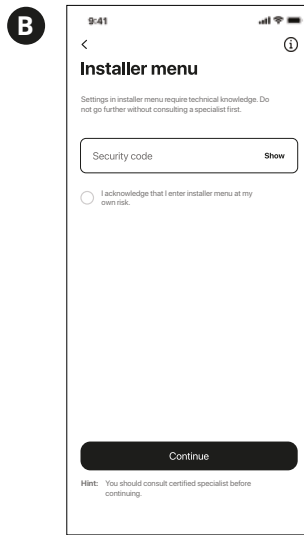 B
9:41
Installer menu
Settings in installer menu require technical knowledge. Do
not go further without consulting a specialist first.
Security code Show
I acknowledge that I enter installer menu at my
own risk.
Continue
Hint: You should consult certified specialist before
continuing.